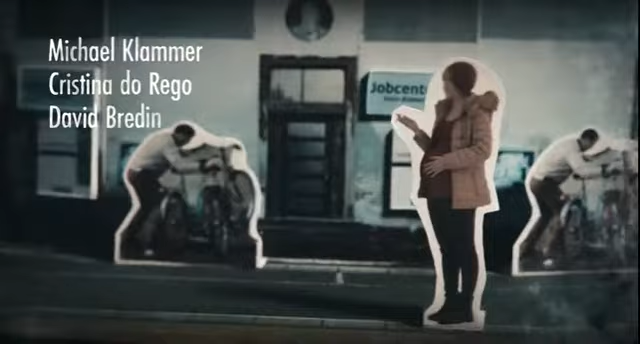 Michael Klammer
Cristina do Rego
David Bredin
Jobcent